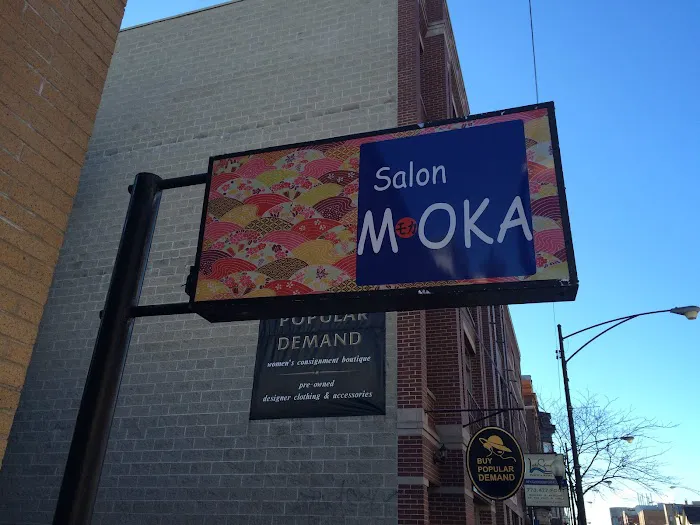 Salon
MOKA
POPULAR
DEMAND
women's consignment boutique
pre-owned
designer clothing & accessories
BUY
POPULAR
DEMAND